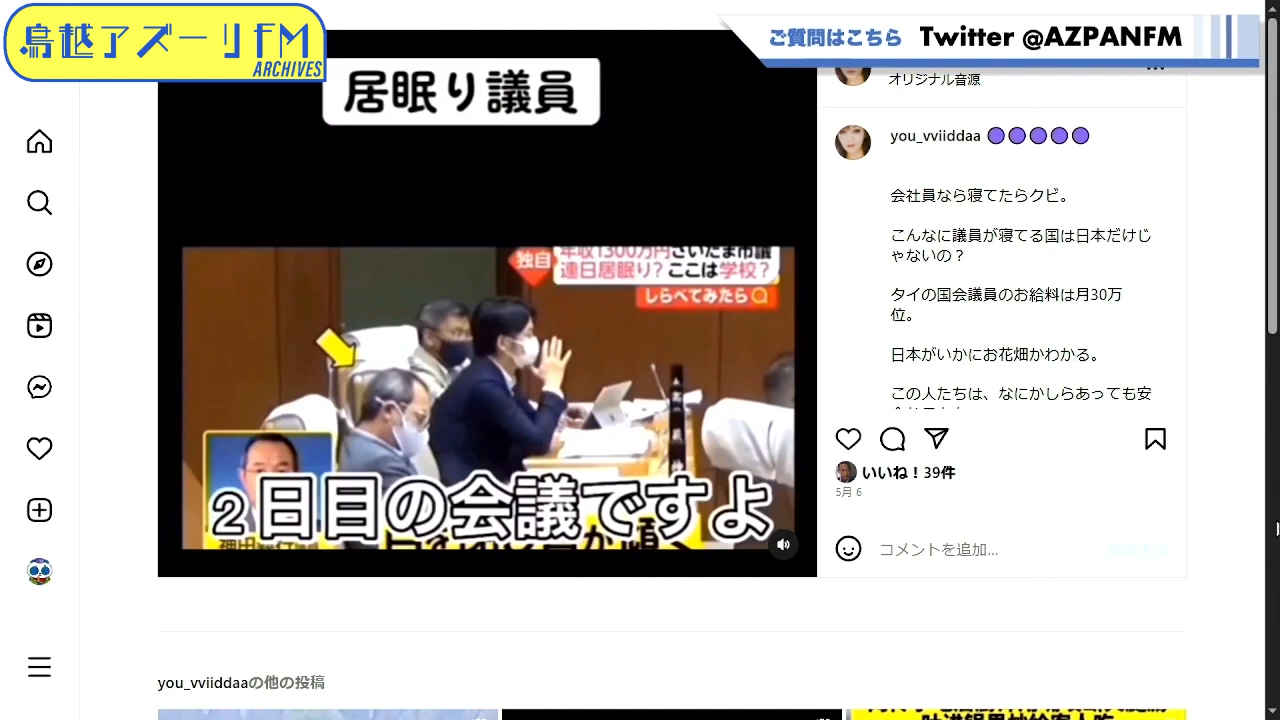 鳥越アズーリFM
ARCHIVES
ご質問はこちら Twitter @AZPANFM
居眠り議員
独自
年収1300万円さいたま市議
連日居眠り？ここは学校？
しらべてみたら
2日目の会議ですよ
オリジナル音源
you_vviiddaa
会社員なら寝てたらクビ。
こんなに議員が寝てる国は日本だけじ
ゃないの？
タイの国会議員のお給料は月30万
位。
日本がいかにお花畑かわかる。
この人たちは、なにかしらあっても安
いいね！39件
5月 6
コメントを追加...
you_vviiddaaの他の投稿